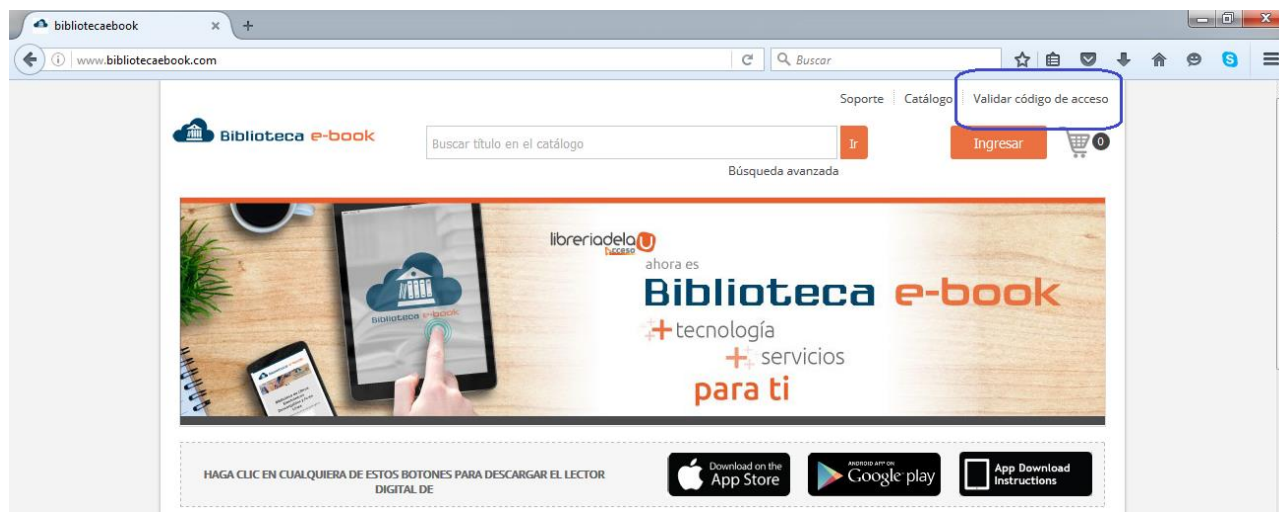 bibliotecaebook
www.bibliotecaebook.com
Buscar
Soporte Catálogo Validar código de acceso
Biblioteca e-book
Buscar título en el catálogo
Ir
Ingresar
0
Búsqueda avanzada
libreriadelaU
acceso
ahora es
Biblioteca e-book
Biblioteca e-book
+ tecnología
+ servicios
para ti
HAGA CLIC EN CUALQUIERA DE ESTOS BOTONES PARA DESCARGAR EL LECTOR
DIGITAL DE
Download on the
App Store
ANDROID APP ON
Google play
App Download
Instructions